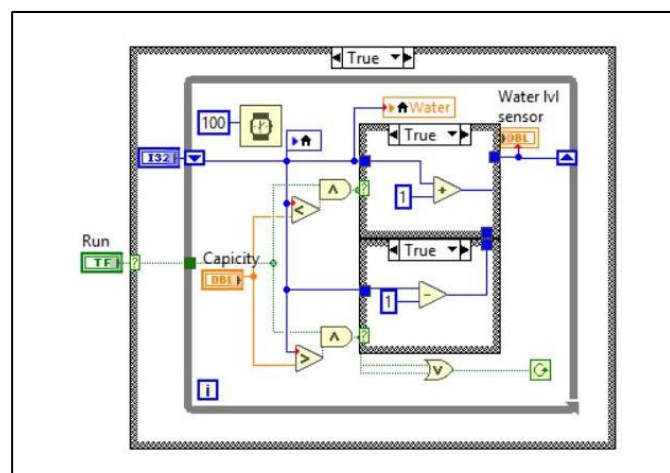 True
100
Water
Water lvl
sensor
True
DBL
I32
1
+
<
Run
TF
?
Capicity
DBL
True
1
−
?
>
?
i